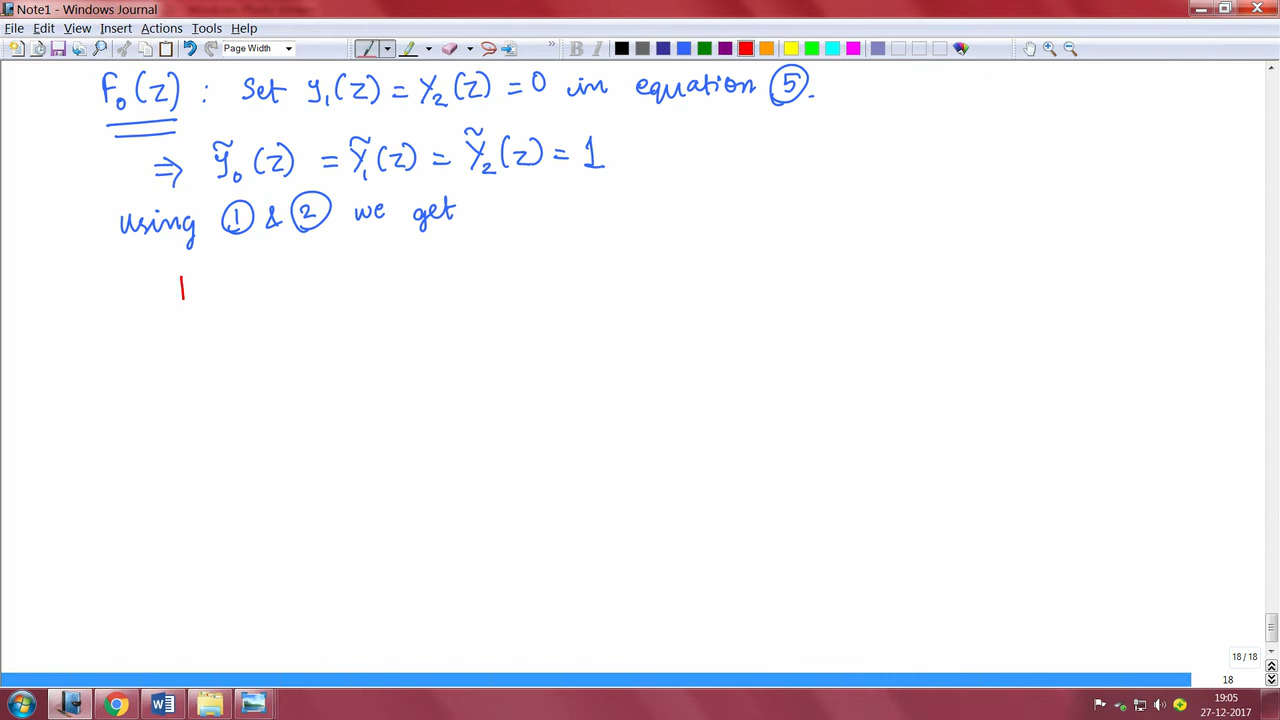 Note1 - Windows Journal
File Edit View Insert Actions Tools Help
Page Width
F₀(z) : Set y₁(z) = Y₂(z) = 0 in equation ⑤.
⇒ ỹ₀(z) = Ỹ₁(z) = Ỹ₂(z) = 1
using ① & ② we get
18 / 18
18
19:05
27-12-2017